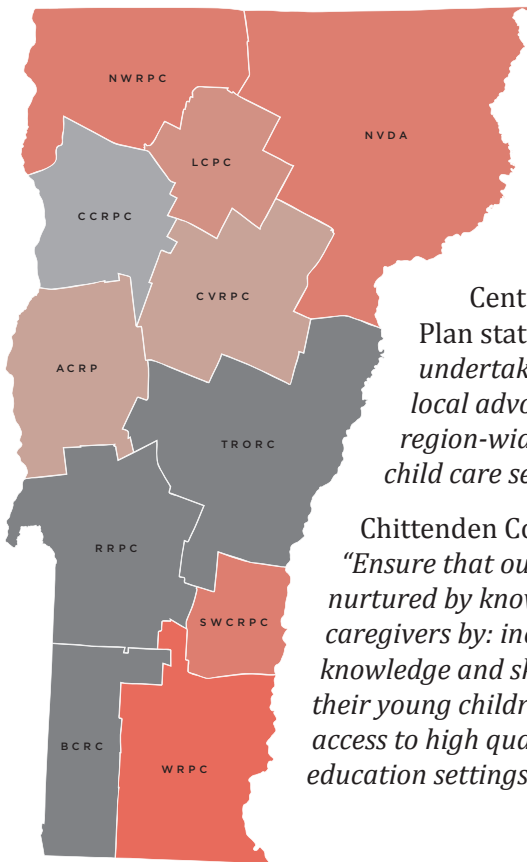 NWRPC
NVDA
LCPC
CCRPC
CVRPC
ACRP
TRORC
RRPC
SWCRPC
BCRC
WRPC
Cent
Plan stat
undertak
local advo
region-wid
child care se
Chittenden Co
“Ensure that ou
nurtured by know
caregivers by: inc
knowledge and sk
their young childr
access to high qua
education settings